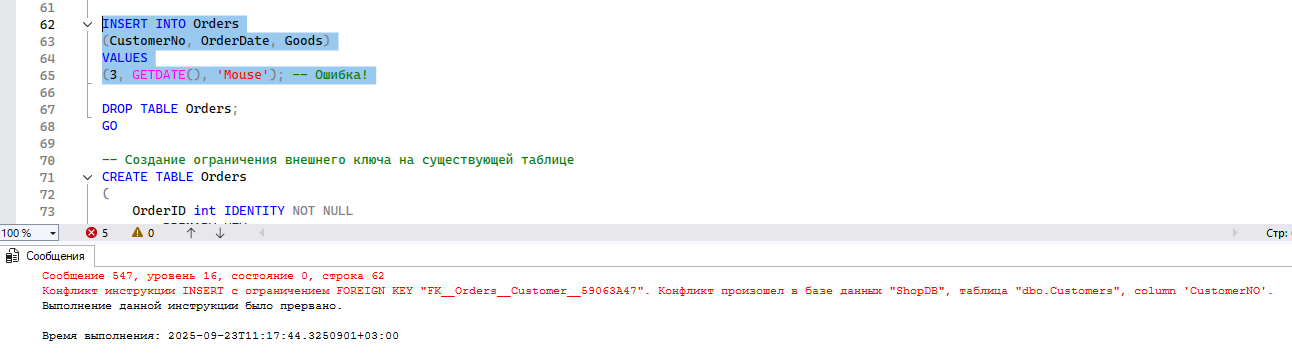 61
62 INSERT INTO Orders
63 (CustomerNo, OrderDate, Goods)
64 VALUES
65 (3, GETDATE(), 'Mouse'); -- Ошибка!
66
67 DROP TABLE Orders;
68 GO
69
70 -- Создание ограничения внешнего ключа на существующей таблице
71 CREATE TABLE Orders
72 (
73 OrderID int IDENTITY NOT NULL
PRIMARY KEY
100 % 5 0 Стр:
Сообщения
Сообщение 547, уровень 16, состояние 0, строка 62
Конфликт инструкции INSERT с ограничением FOREIGN KEY "FK__Orders__Customer__59063A47". Конфликт произошел в базе данных "ShopDB", таблица "dbo.Customers", column 'CustomerNO'.
Выполнение данной инструкции было прервано.
Время выполнения: 2025-09-23T11:17:44.3250901+03:00